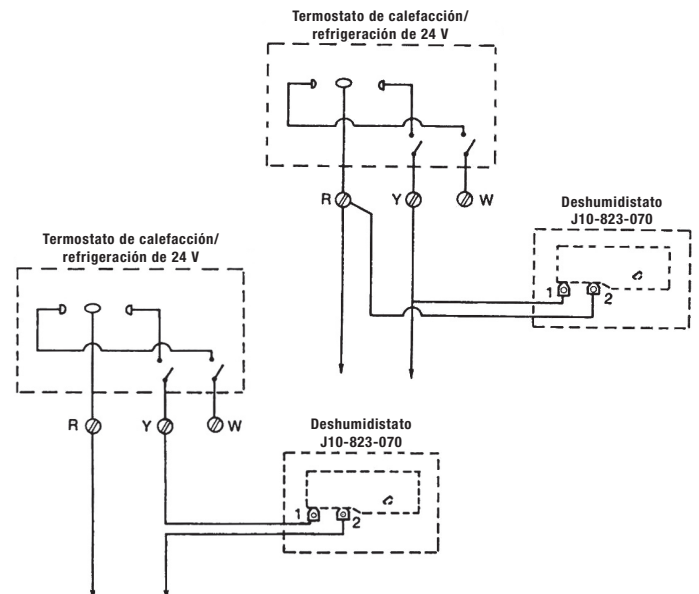 Termostato de calefacción/
refrigeración de 24 V
R
Y
W
Deshumidistato
J10-823-070
1
2
Termostato de calefacción/
refrigeración de 24 V
R
Y
W
Deshumidistato
J10-823-070
1
2